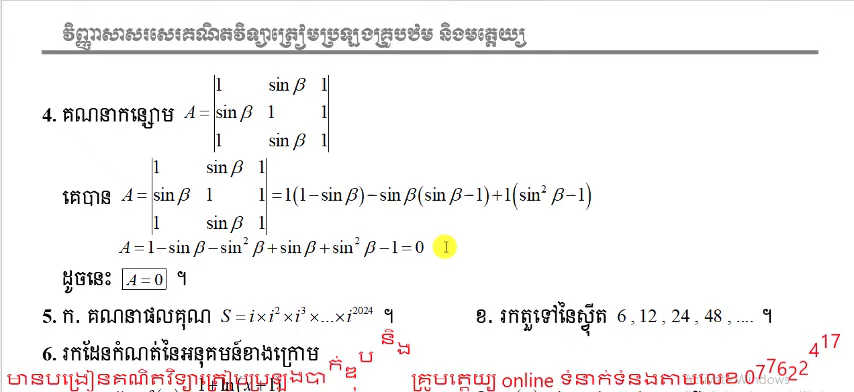 វិញ្ញាសាសរសេរគណិតវិទ្យាត្រៀមប្រឡងគ្រូបឋម និងមត្តេយ្យ
4. គណនាកន្សោម A = |1 sin β 1|
|sin β 1 1|
|1 sin β 1|
គេបាន A = |1 sin β 1|
|sin β 1 1|
|1 sin β 1| = 1(1 − sin β) − sin β(sin β − 1) + 1(sin² β − 1)
A = 1 − sin β − sin² β + sin β + sin² β − 1 = 0
ដូចនេះ A = 0 ។
5. ក. គណនាផលគុណ S = i × i² × i³ × ... × i²⁰²⁴ ។ ខ. រកតួទៅនៃស្វ៊ីត 6 , 12 , 24 , 48 , .... ។
6. រកដែនកំណត់នៃអនុគមន៍ខាងក្រោម
មានបង្រៀនគណិតវិទ្យាត្រៀមប្រឡងបាក់ឌុប និង គ្រូមត្តេយ្យ online ទំនាក់ទំនងតាមលេខ 077622417